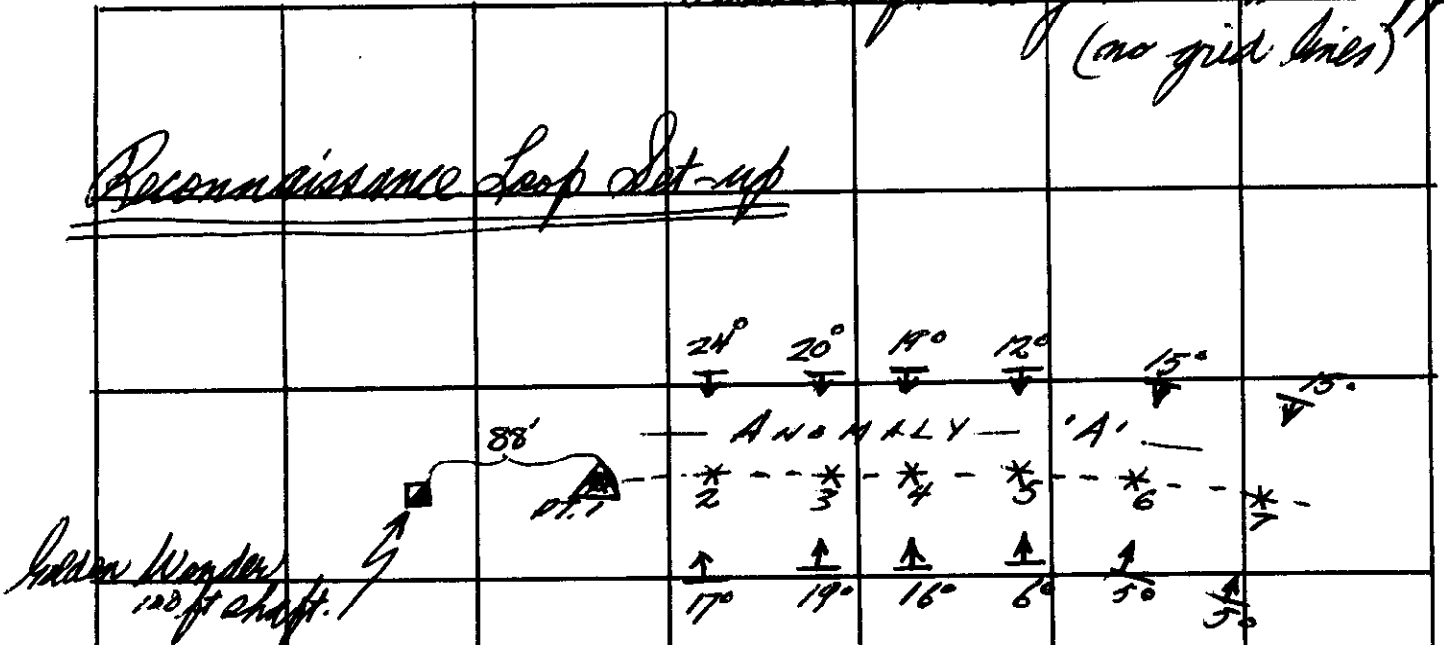 (no grid lines)
Reconnaissance Loop Set-up
24° 20° 19° 12° 15° 15°
88'
ANOMALY 'A'
PT. 1 2 3 4 5 6 7
Golden Wonder
ft shaft.
17° 19° 16° 6° 5° 5°